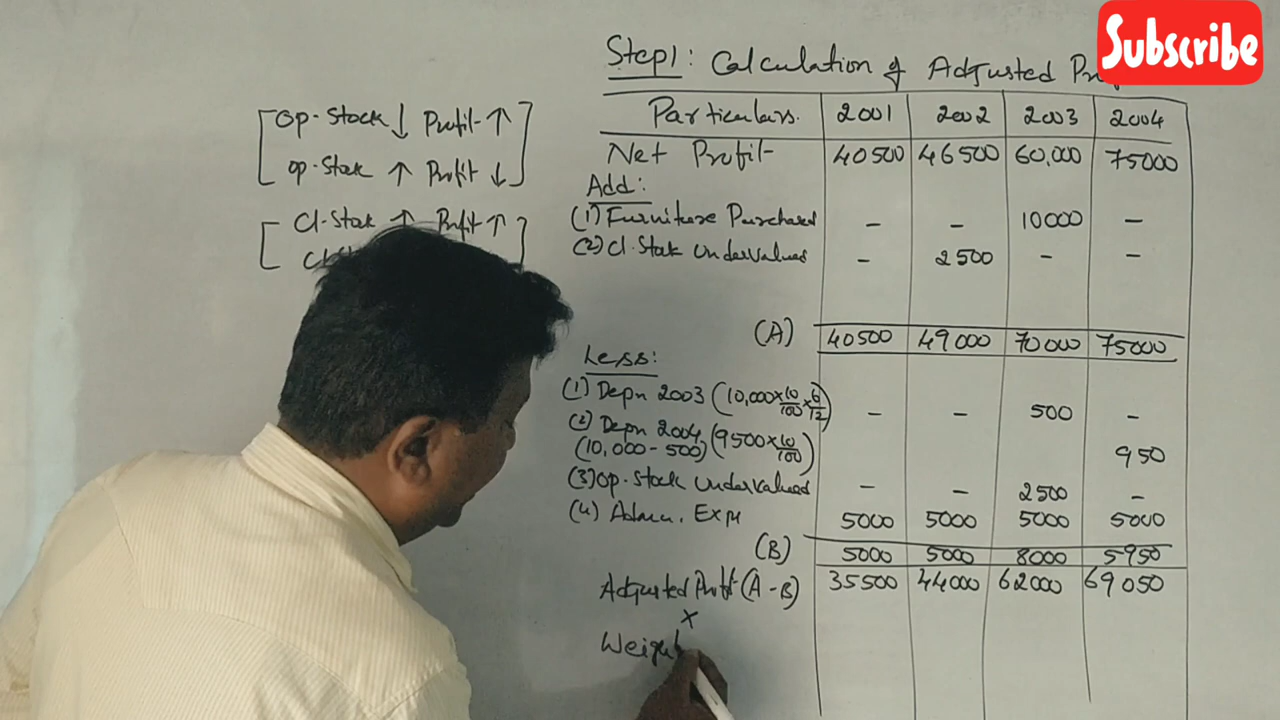 Subscribe
Step1: Calculation of Adjusted
Particulars. 2001 2002 2003 2004
Net Profit 40500 46500 60,000 75000
Add:
(1) Furniture Purchased - - 10000 -
(2) Cl. Stock undervalued - 2500 - -
(A) 40500 49000 70000 75000
Less:
(1) Depn 2003 (10,000 × 10/100 × 6/12) - - 500 -
(2) Depn 2004 (9500 × 10/100)
(10,000 - 500) 950
(3) Op. Stock undervalued - - 2500 -
(4) Admn. Exp 5000 5000 5000 5000
(B) 5000 5000 8000 5950
Adjusted Profit (A - B) 35500 44000 62000 69050
×
Weigh
Op. Stock ↓ Profit ↑
Op. Stock ↑ Profit ↓
Cl. Stock ↑ Profit ↑